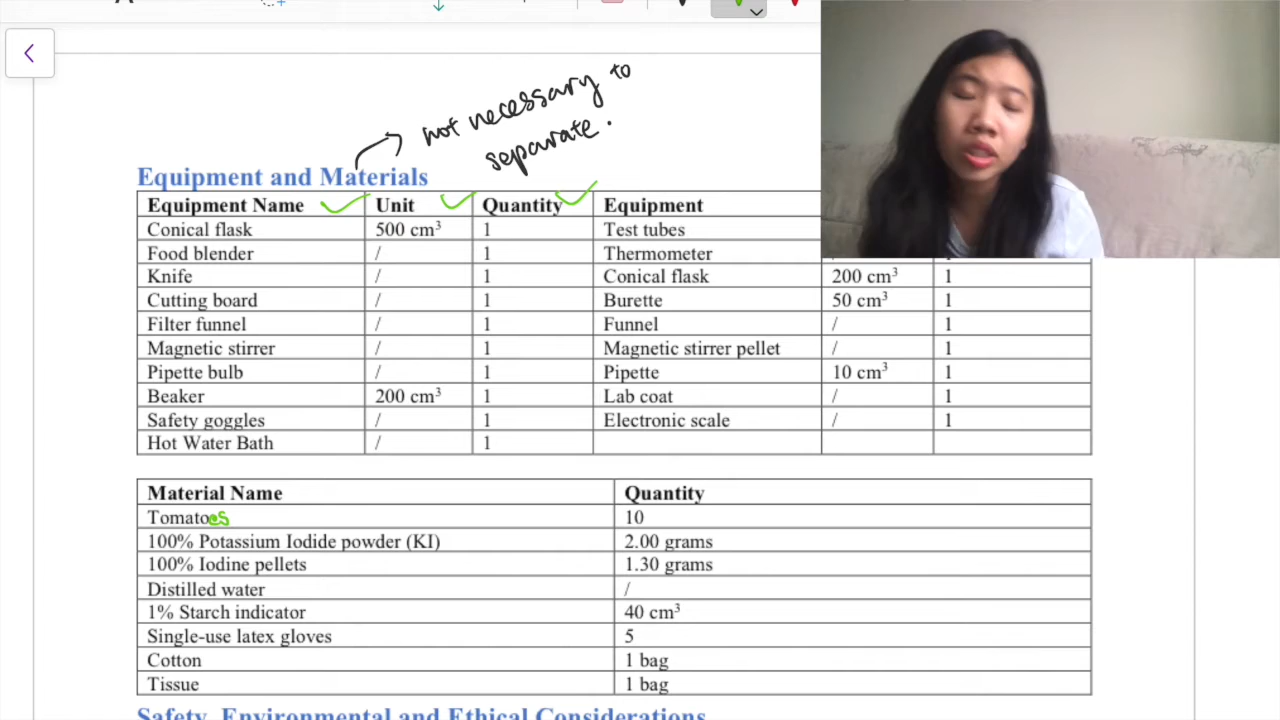 not necessary to
separate.
Equipment and Materials
Equipment Name Unit Quantity Equipment
Conical flask 500 cm³ 1 Test tubes
Food blender / 1 Thermometer
Knife / 1 Conical flask 200 cm³ 1
Cutting board / 1 Burette 50 cm³ 1
Filter funnel / 1 Funnel / 1
Magnetic stirrer / 1 Magnetic stirrer pellet / 1
Pipette bulb / 1 Pipette 10 cm³ 1
Beaker 200 cm³ 1 Lab coat / 1
Safety goggles / 1 Electronic scale / 1
Hot Water Bath / 1
Material Name Quantity
Tomatoes 10
100% Potassium Iodide powder (KI) 2.00 grams
100% Iodine pellets 1.30 grams
Distilled water /
1% Starch indicator 40 cm³
Single-use latex gloves 5
Cotton 1 bag
Tissue 1 bag
Safety, Environmental and Ethical Considerations